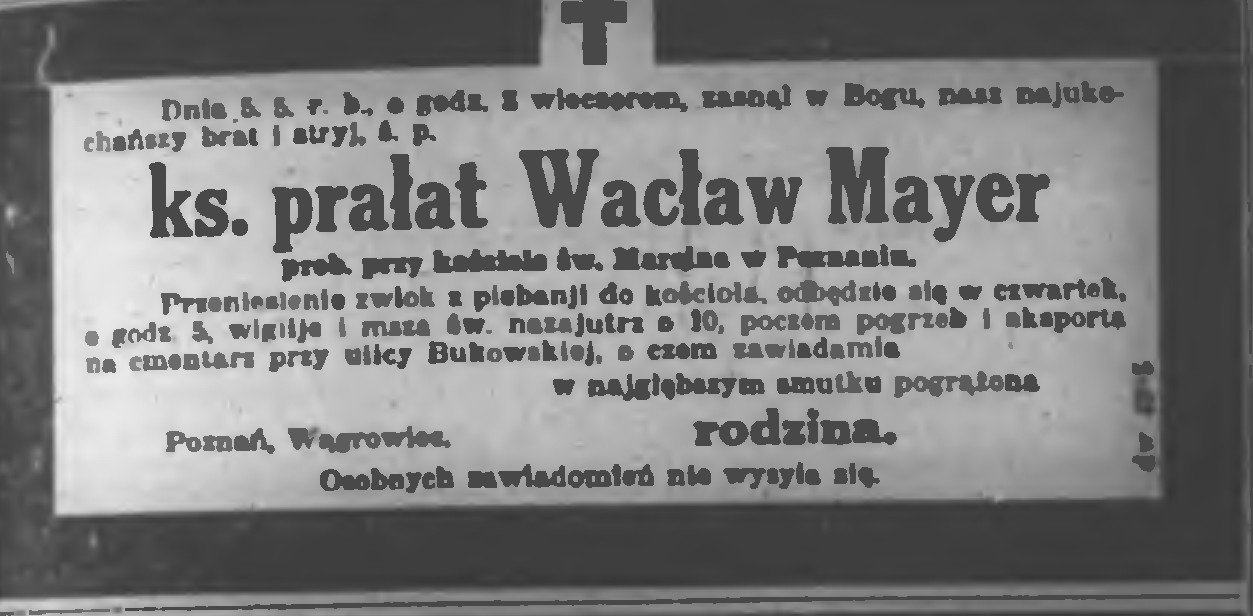 Dnia 5. 5. r. b., o godz. 8 wieczorem, zasnął w Bogu, nasz najuko-
chańszy brat i stryj, ś. p.
ks. prałat Wacław Mayer
prob. przy kościele św. Marcina w Poznaniu.
Przeniesienie zwłok z plebanji do kościoła, odbędzie się w czwartek,
o godz. 5, wigilje i msza św. nazajutrz o 10, poczem pogrzeb i eksporta
na cmentarz przy ulicy Bukowskiej, o czem zawiadamia
w najgłębszym smutku pogrążona
rodzina.
Poznań, Wągrowiec.
Osobnych zawiadomień nie wysyła się.